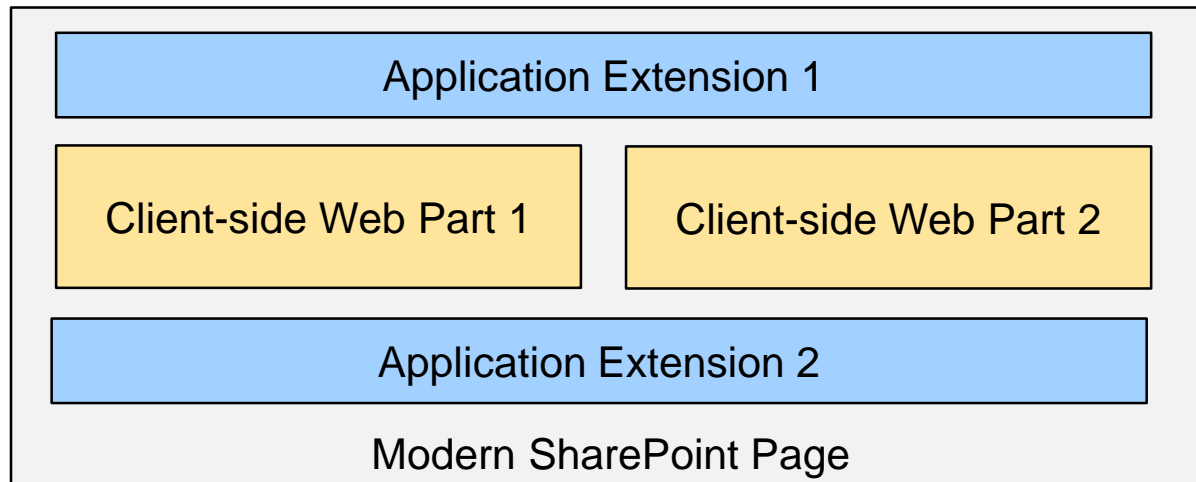 Application Extension 1
Client-side Web Part 1
Client-side Web Part 2
Application Extension 2
Modern SharePoint Page